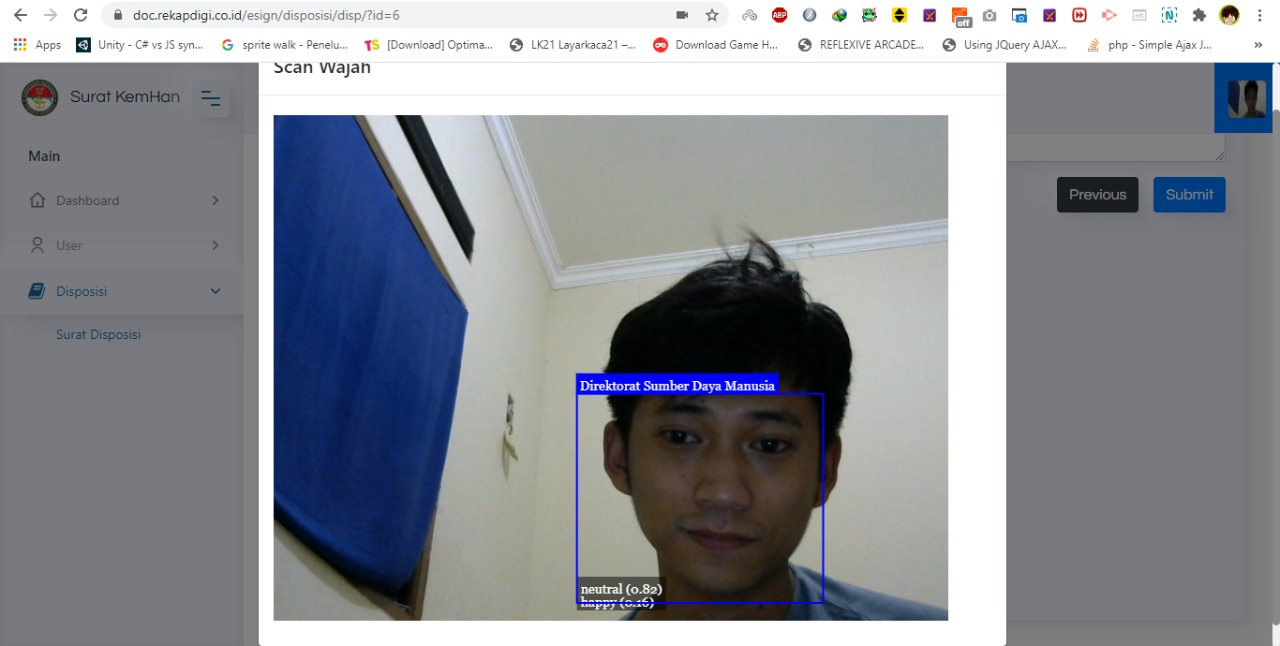 doc.rekapdigi.co.id/esign/disposisi/disp/?id=6
ABP
off
Apps
Unity - C# vs JS syn...
sprite walk - Penelu...
[Download] Optima...
LK21 Layarkaca21 –...
Download Game H...
REFLEXIVE ARCADE...
Using JQuery AJAX...
php - Simple Ajax J...
»
Scan Wajah
Surat KemHan
Main
Dashboard
User
Disposisi
Surat Disposisi
Previous
Submit
Direktorat Sumber Daya Manusia
neutral (0.82)
happy (0.16)